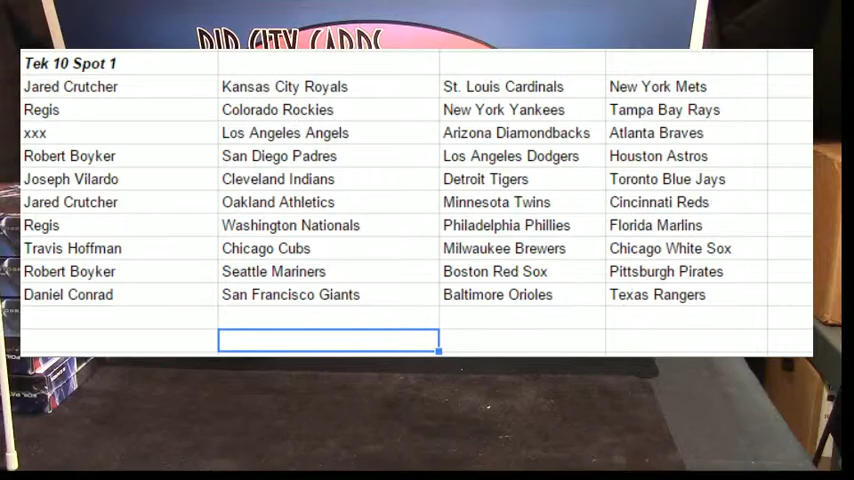 RIP CITY CARDS
Tek 10 Spot 1
Jared Crutcher Kansas City Royals St. Louis Cardinals New York Mets
Regis Colorado Rockies New York Yankees Tampa Bay Rays
xxx Los Angeles Angels Arizona Diamondbacks Atlanta Braves
Robert Boyker San Diego Padres Los Angeles Dodgers Houston Astros
Joseph Vilardo Cleveland Indians Detroit Tigers Toronto Blue Jays
Jared Crutcher Oakland Athletics Minnesota Twins Cincinnati Reds
Regis Washington Nationals Philadelphia Phillies Florida Marlins
Travis Hoffman Chicago Cubs Milwaukee Brewers Chicago White Sox
Robert Boyker Seattle Mariners Boston Red Sox Pittsburgh Pirates
Daniel Conrad San Francisco Giants Baltimore Orioles Texas Rangers